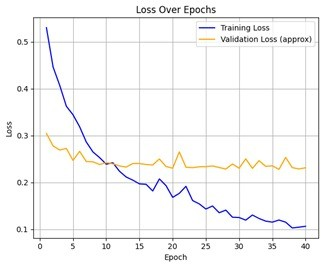 Loss Over Epochs
Training Loss
Validation Loss (approx)
0.5
0.4
0.3
0.2
0.1
Loss
0 5 10 15 20 25 30 35 40
Epoch